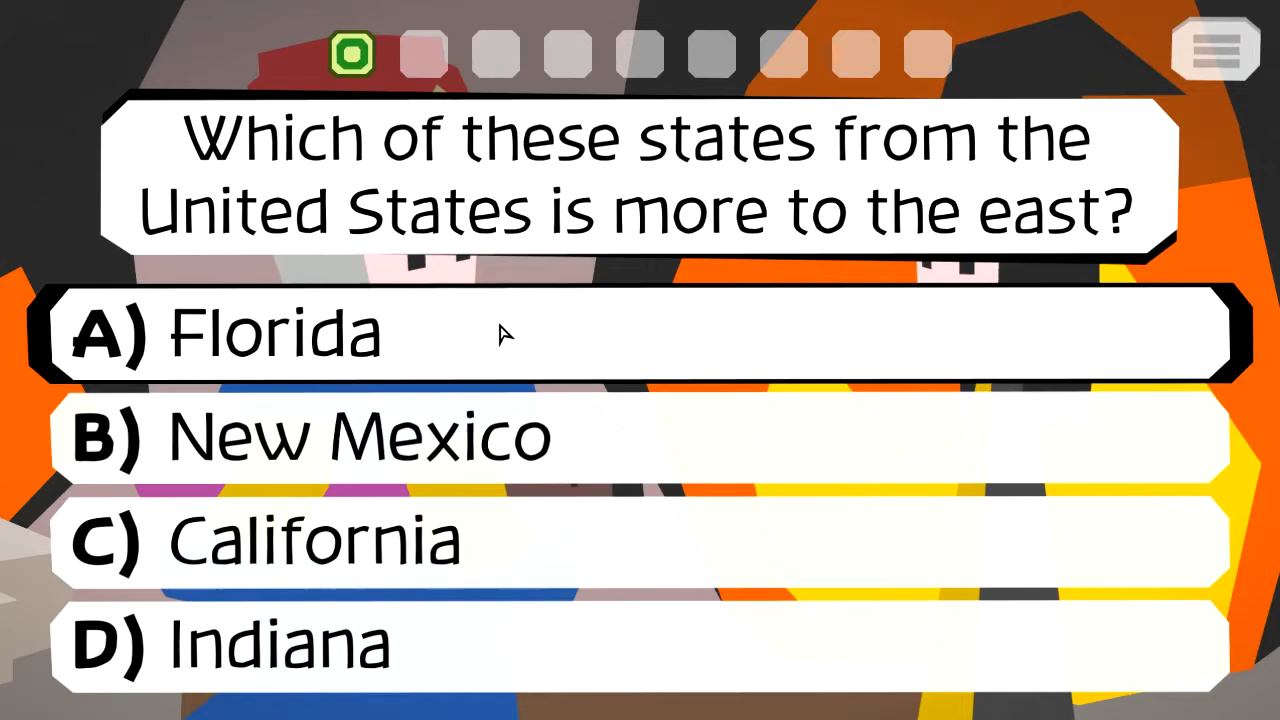 Which of these states from the
United States is more to the east?
A) Florida
B) New Mexico
C) California
D) Indiana